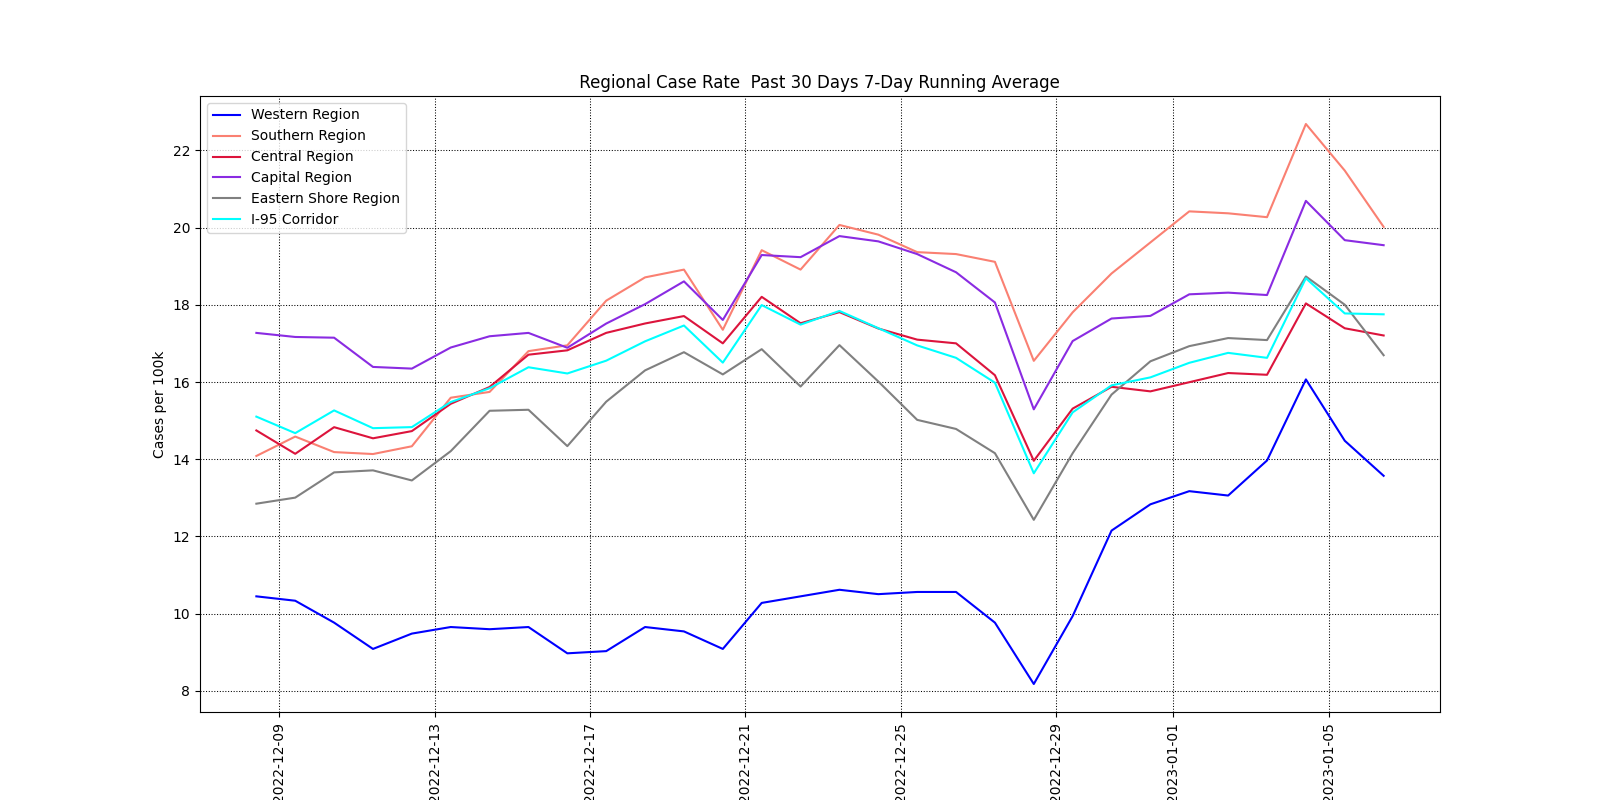 Regional Case Rate  Past 30 Days 7-Day Running Average
Western Region
Southern Region
Central Region
Capital Region
Eastern Shore Region
I-95 Corridor
Cases per 100k
22
20
18
16
14
12
10
8
2022-12-09
2022-12-13
2022-12-17
2022-12-21
2022-12-25
2022-12-29
2023-01-01
2023-01-05